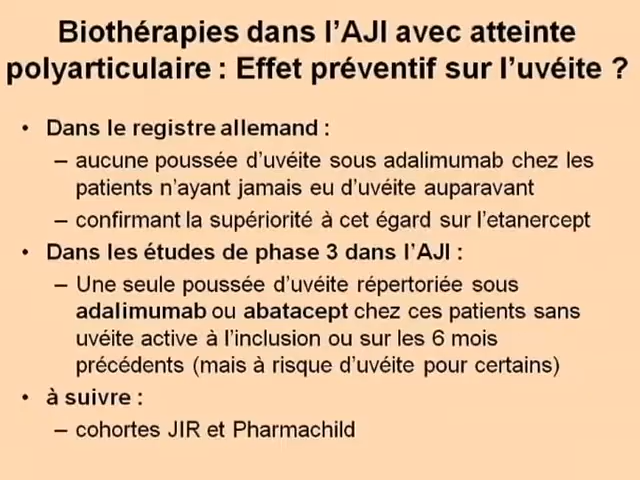 Biothérapies dans l'AJI avec atteinte
polyarticulaire : Effet préventif sur l'uvéite ?
• Dans le registre allemand :
– aucune poussée d'uvéite sous adalimumab chez les
patients n'ayant jamais eu d'uvéite auparavant
– confirmant la supériorité à cet égard sur l'etanercept
• Dans les études de phase 3 dans l'AJI :
– Une seule poussée d'uvéite répertoriée sous
adalimumab ou abatacept chez ces patients sans
uvéite active à l'inclusion ou sur les 6 mois
précédents (mais à risque d'uvéite pour certains)
• à suivre :
– cohortes JIR et Pharmachild